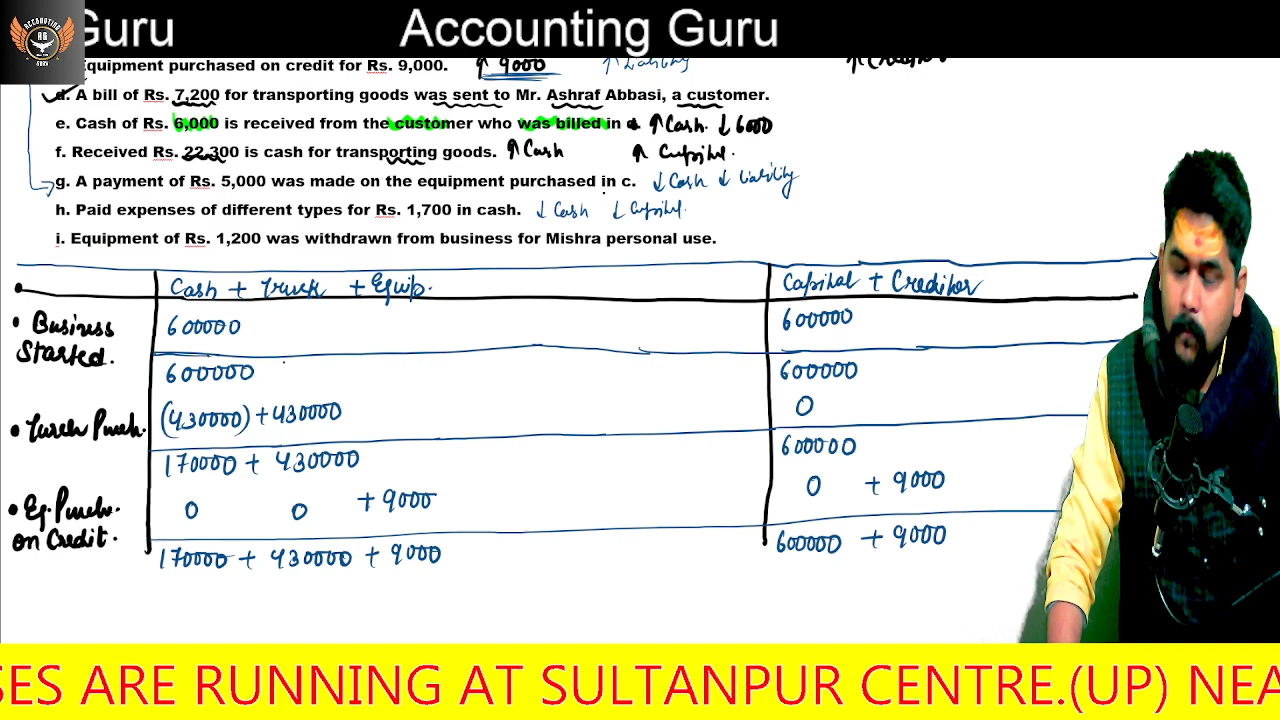 Guru Accounting Guru
ACCOUNTING
AG
GURU
Equipment purchased on credit for Rs. 9,000. ↑ 9000 ↑ Liability
d. A bill of Rs. 7,200 for transporting goods was sent to Mr. Ashraf Abbasi, a customer.
e. Cash of Rs. 6,000 is received from the customer who was billed in ↑ Cash. ↓ 6000
f. Received Rs. 22,300 is cash for transporting goods. ↑ Cash ↑ Capital.
g. A payment of Rs. 5,000 was made on the equipment purchased in c. ↓ Cash ↓ Liability
h. Paid expenses of different types for Rs. 1,700 in cash. ↓ Cash ↓ Capital.
i. Equipment of Rs. 1,200 was withdrawn from business for Mishra personal use.
Cash + Truck + Equip. Capital + Creditor
• Business 600000 600000
Started.
600000 600000
• Truck Purch. (430000) + 430000 0
170000 + 430000 600000
• Eq. Purch. 0 0 + 9000 0 + 9000
on Credit.
170000 + 430000 + 9000 600000 + 9000
SES ARE RUNNING AT SULTANPUR CENTRE.(UP) NEA